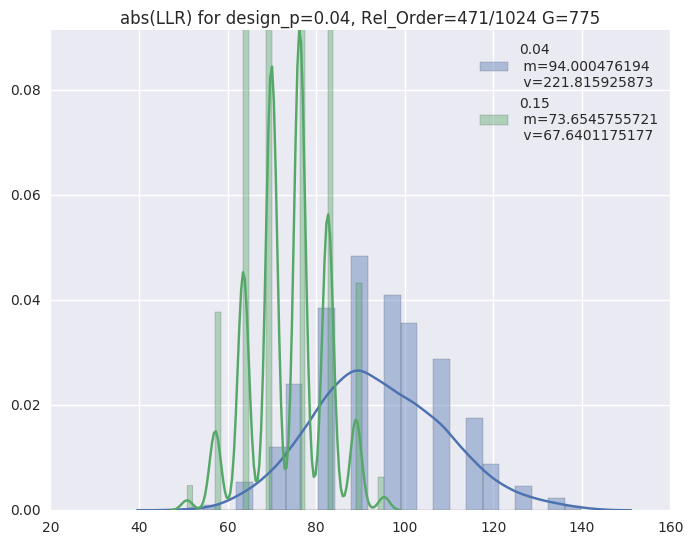 abs(LLR) for design_p=0.04, Rel_Order=471/1024 G=775
0.04
m=94.000476194
v=221.815925873
0.15
m=73.6545755721
v=67.6401175177
0.08
0.06
0.04
0.02
0.00
20 40 60 80 100 120 140 160